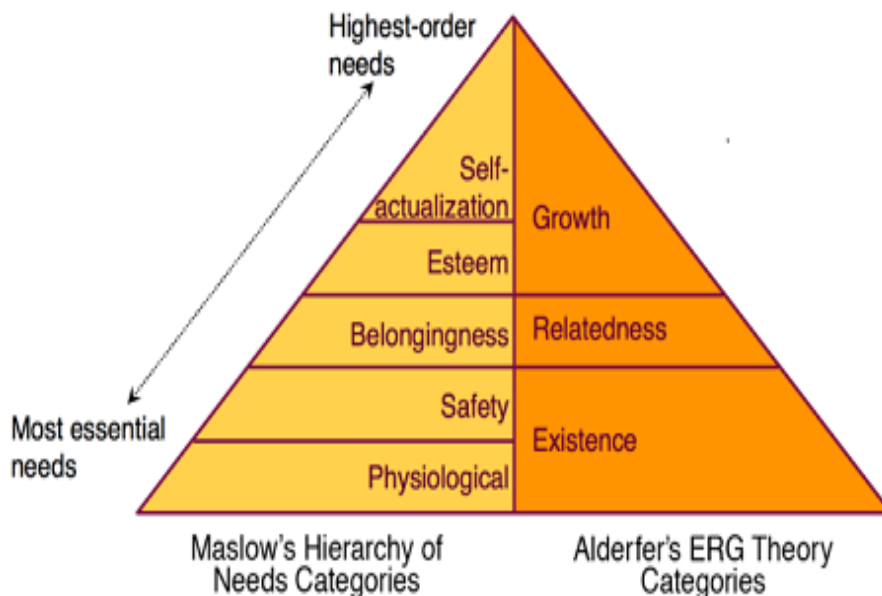 Highest-order
needs
Self-
actualization
Growth
Esteem
Belongingness
Relatedness
Safety
Most essential
needs
Existence
Physiological
Maslow's Hierarchy of
Needs Categories
Alderfer's ERG Theory
Categories